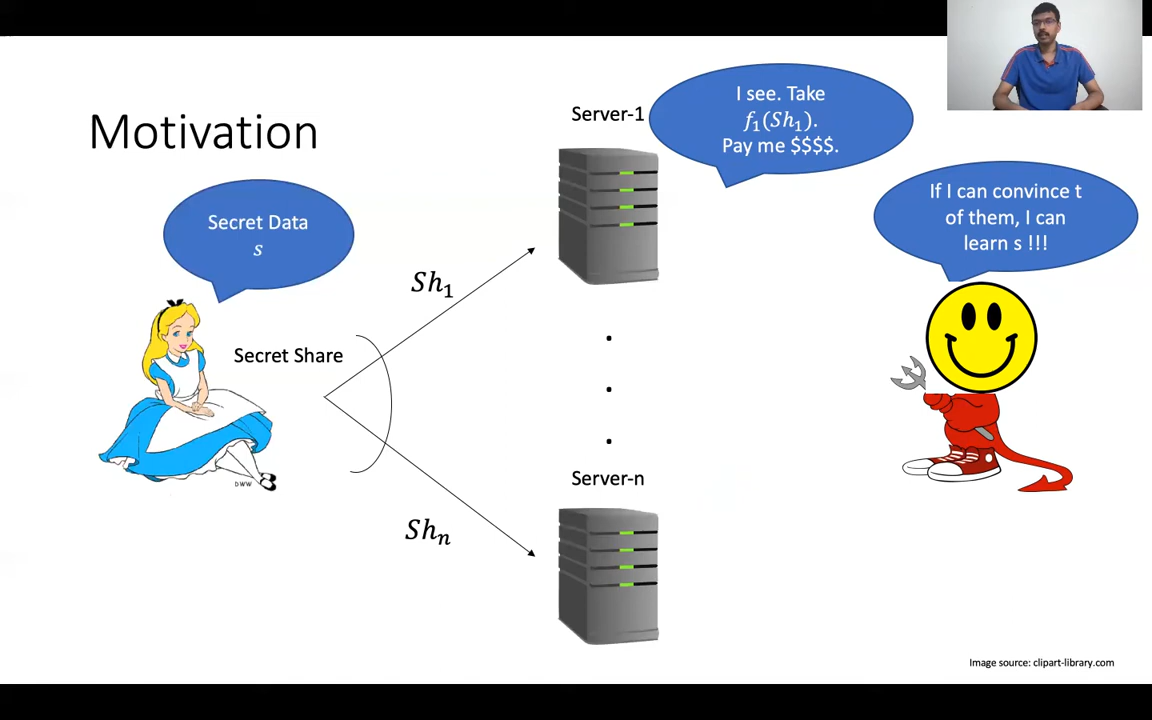 Motivation
Server-1
I see. Take
𝑓₁(𝑆ℎ₁).
Pay me $$$$.
If I can convince t
of them, I can
learn s !!!
Secret Data
𝑠
𝑆ℎ₁
Secret Share
.
.
.
Server-n
𝑆ℎₙ
DWW
Image source: clipart-library.com